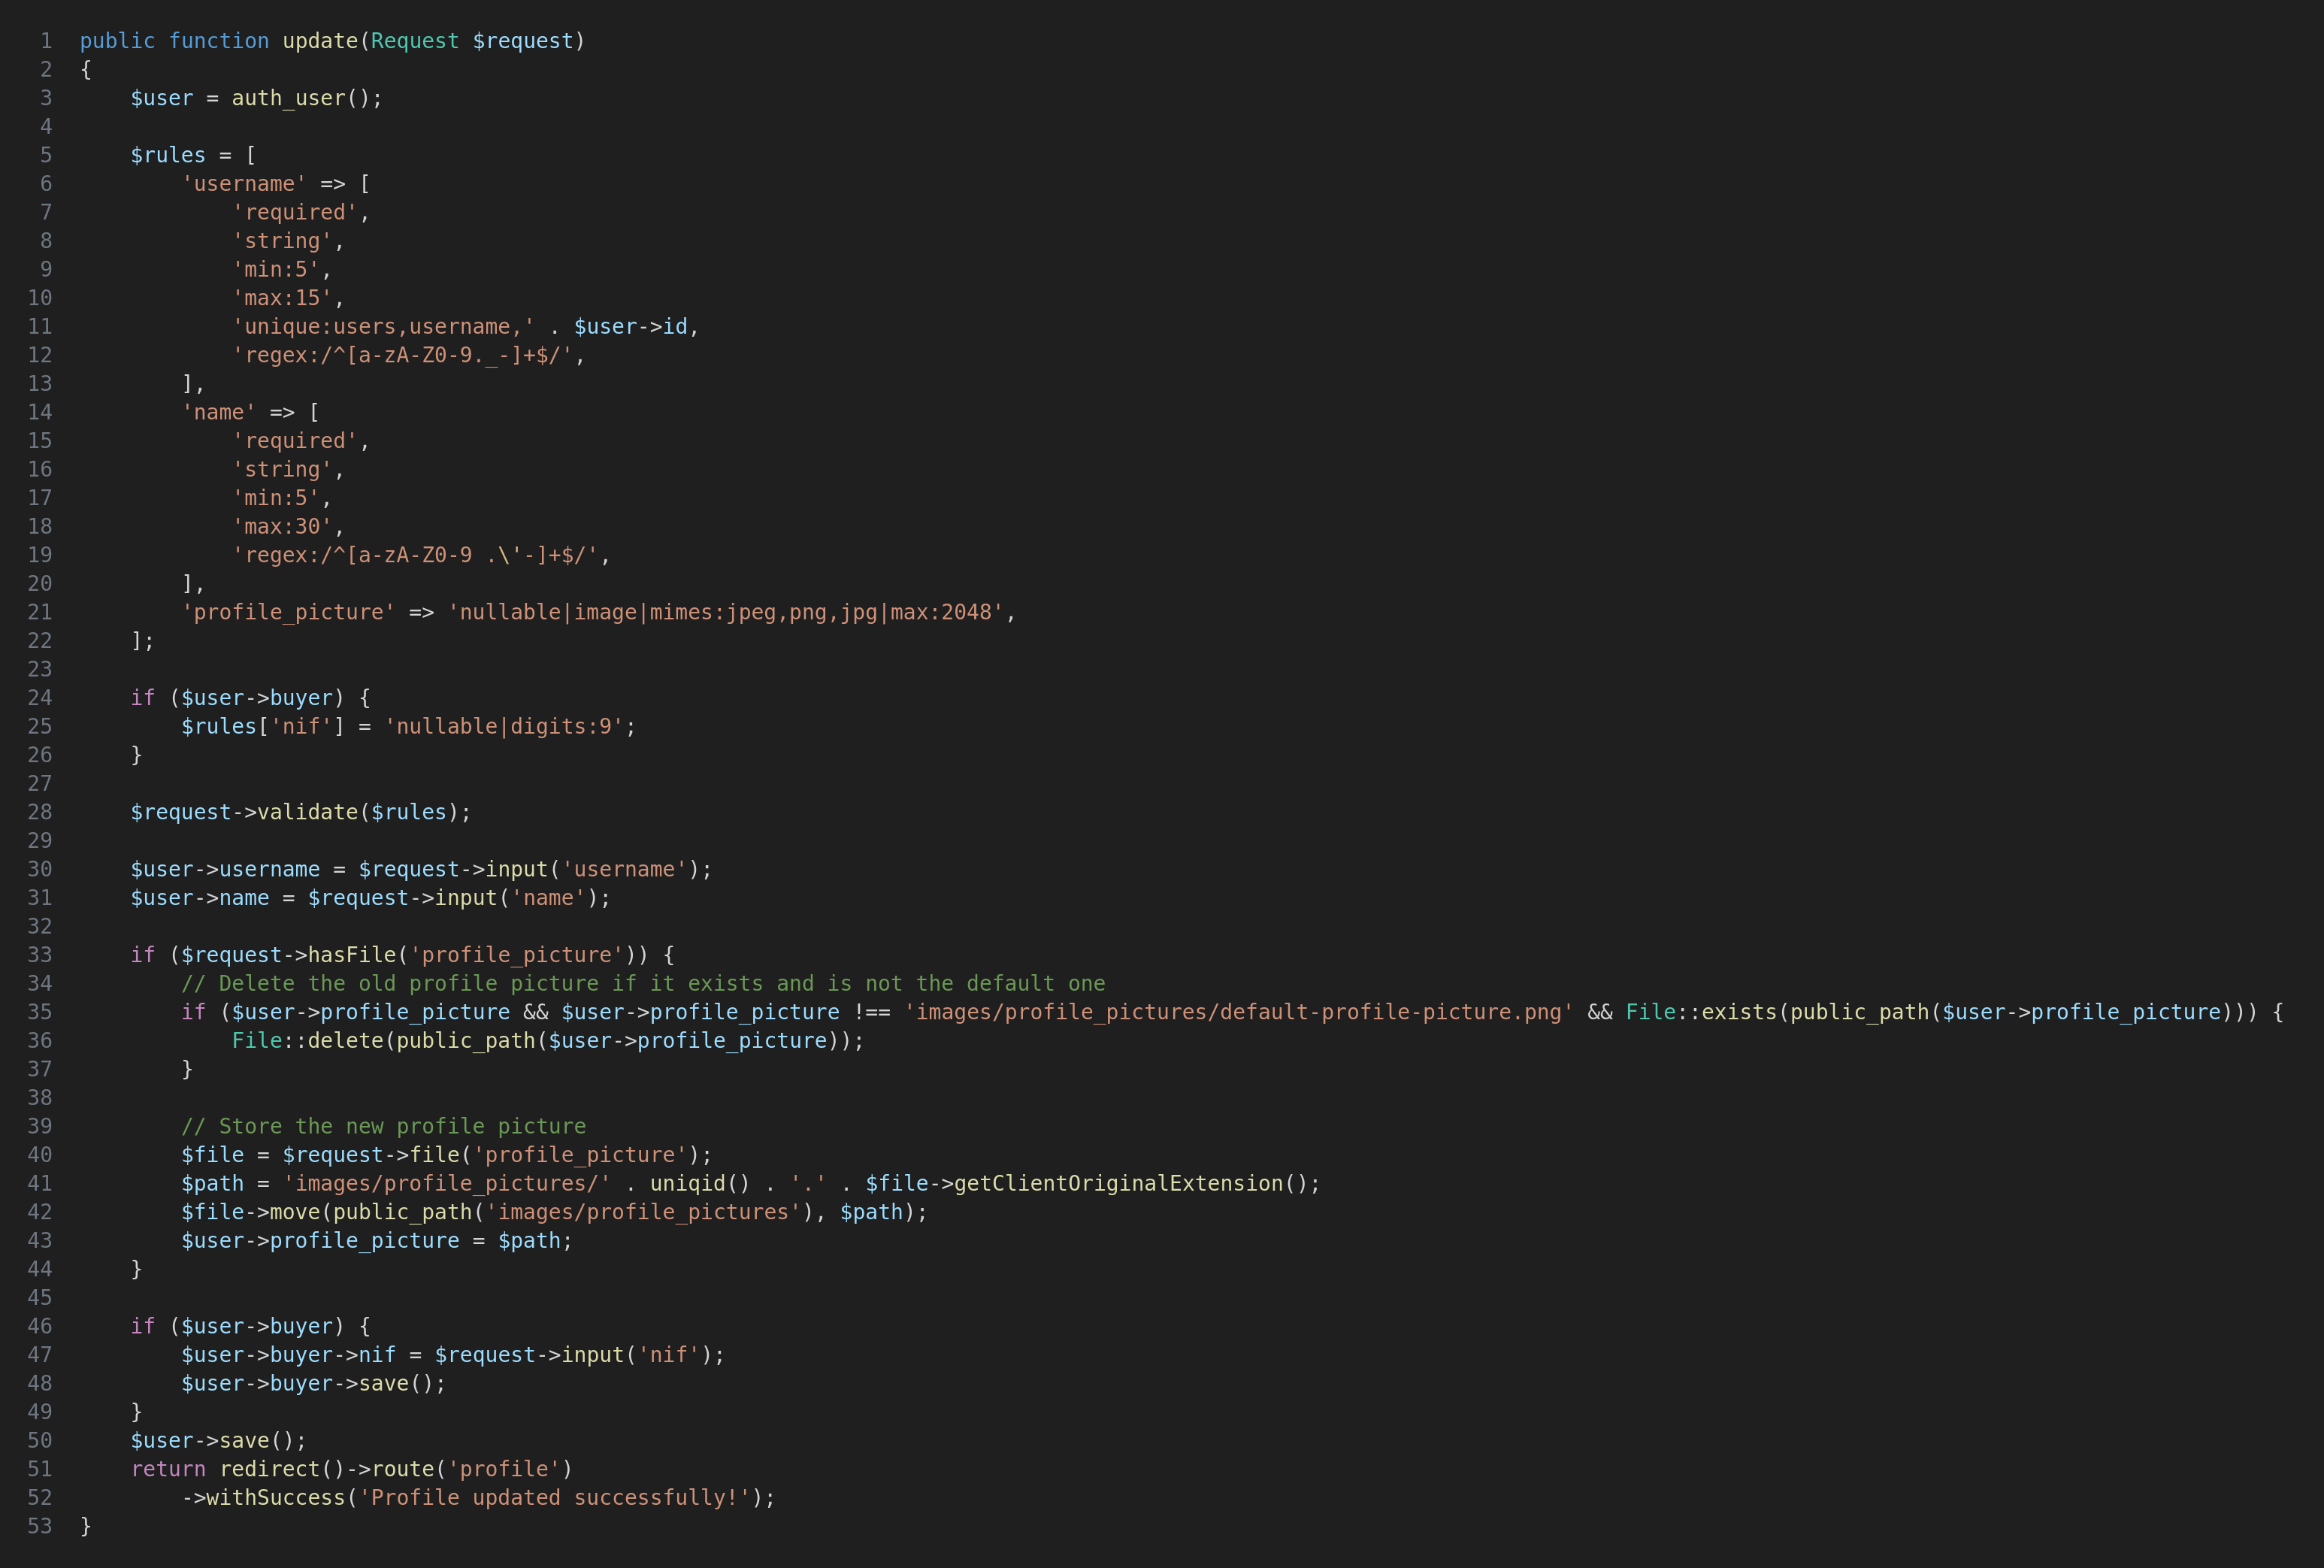 1 public function update(Request $request)
2 {
3     $user = auth_user();
4
5     $rules = [
6         'username' => [
7             'required',
8             'string',
9             'min:5',
10             'max:15',
11             'unique:users,username,' . $user->id,
12             'regex:/^[a-zA-Z0-9._-]+$/',
13         ],
14         'name' => [
15             'required',
16             'string',
17             'min:5',
18             'max:30',
19             'regex:/^[a-zA-Z0-9 .\'-]+$/',
20         ],
21         'profile_picture' => 'nullable|image|mimes:jpeg,png,jpg|max:2048',
22     ];
23
24     if ($user->buyer) {
25         $rules['nif'] = 'nullable|digits:9';
26     }
27
28     $request->validate($rules);
29
30     $user->username = $request->input('username');
31     $user->name = $request->input('name');
32
33     if ($request->hasFile('profile_picture')) {
34         // Delete the old profile picture if it exists and is not the default one
35         if ($user->profile_picture && $user->profile_picture !== 'images/profile_pictures/default-profile-picture.png' && File::exists(public_path($user->profile_picture))) {
36             File::delete(public_path($user->profile_picture));
37         }
38
39         // Store the new profile picture
40         $file = $request->file('profile_picture');
41         $path = 'images/profile_pictures/' . uniqid() . '.' . $file->getClientOriginalExtension();
42         $file->move(public_path('images/profile_pictures'), $path);
43         $user->profile_picture = $path;
44     }
45
46     if ($user->buyer) {
47         $user->buyer->nif = $request->input('nif');
48         $user->buyer->save();
49     }
50     $user->save();
51     return redirect()->route('profile')
52         ->withSuccess('Profile updated successfully!');
53 }